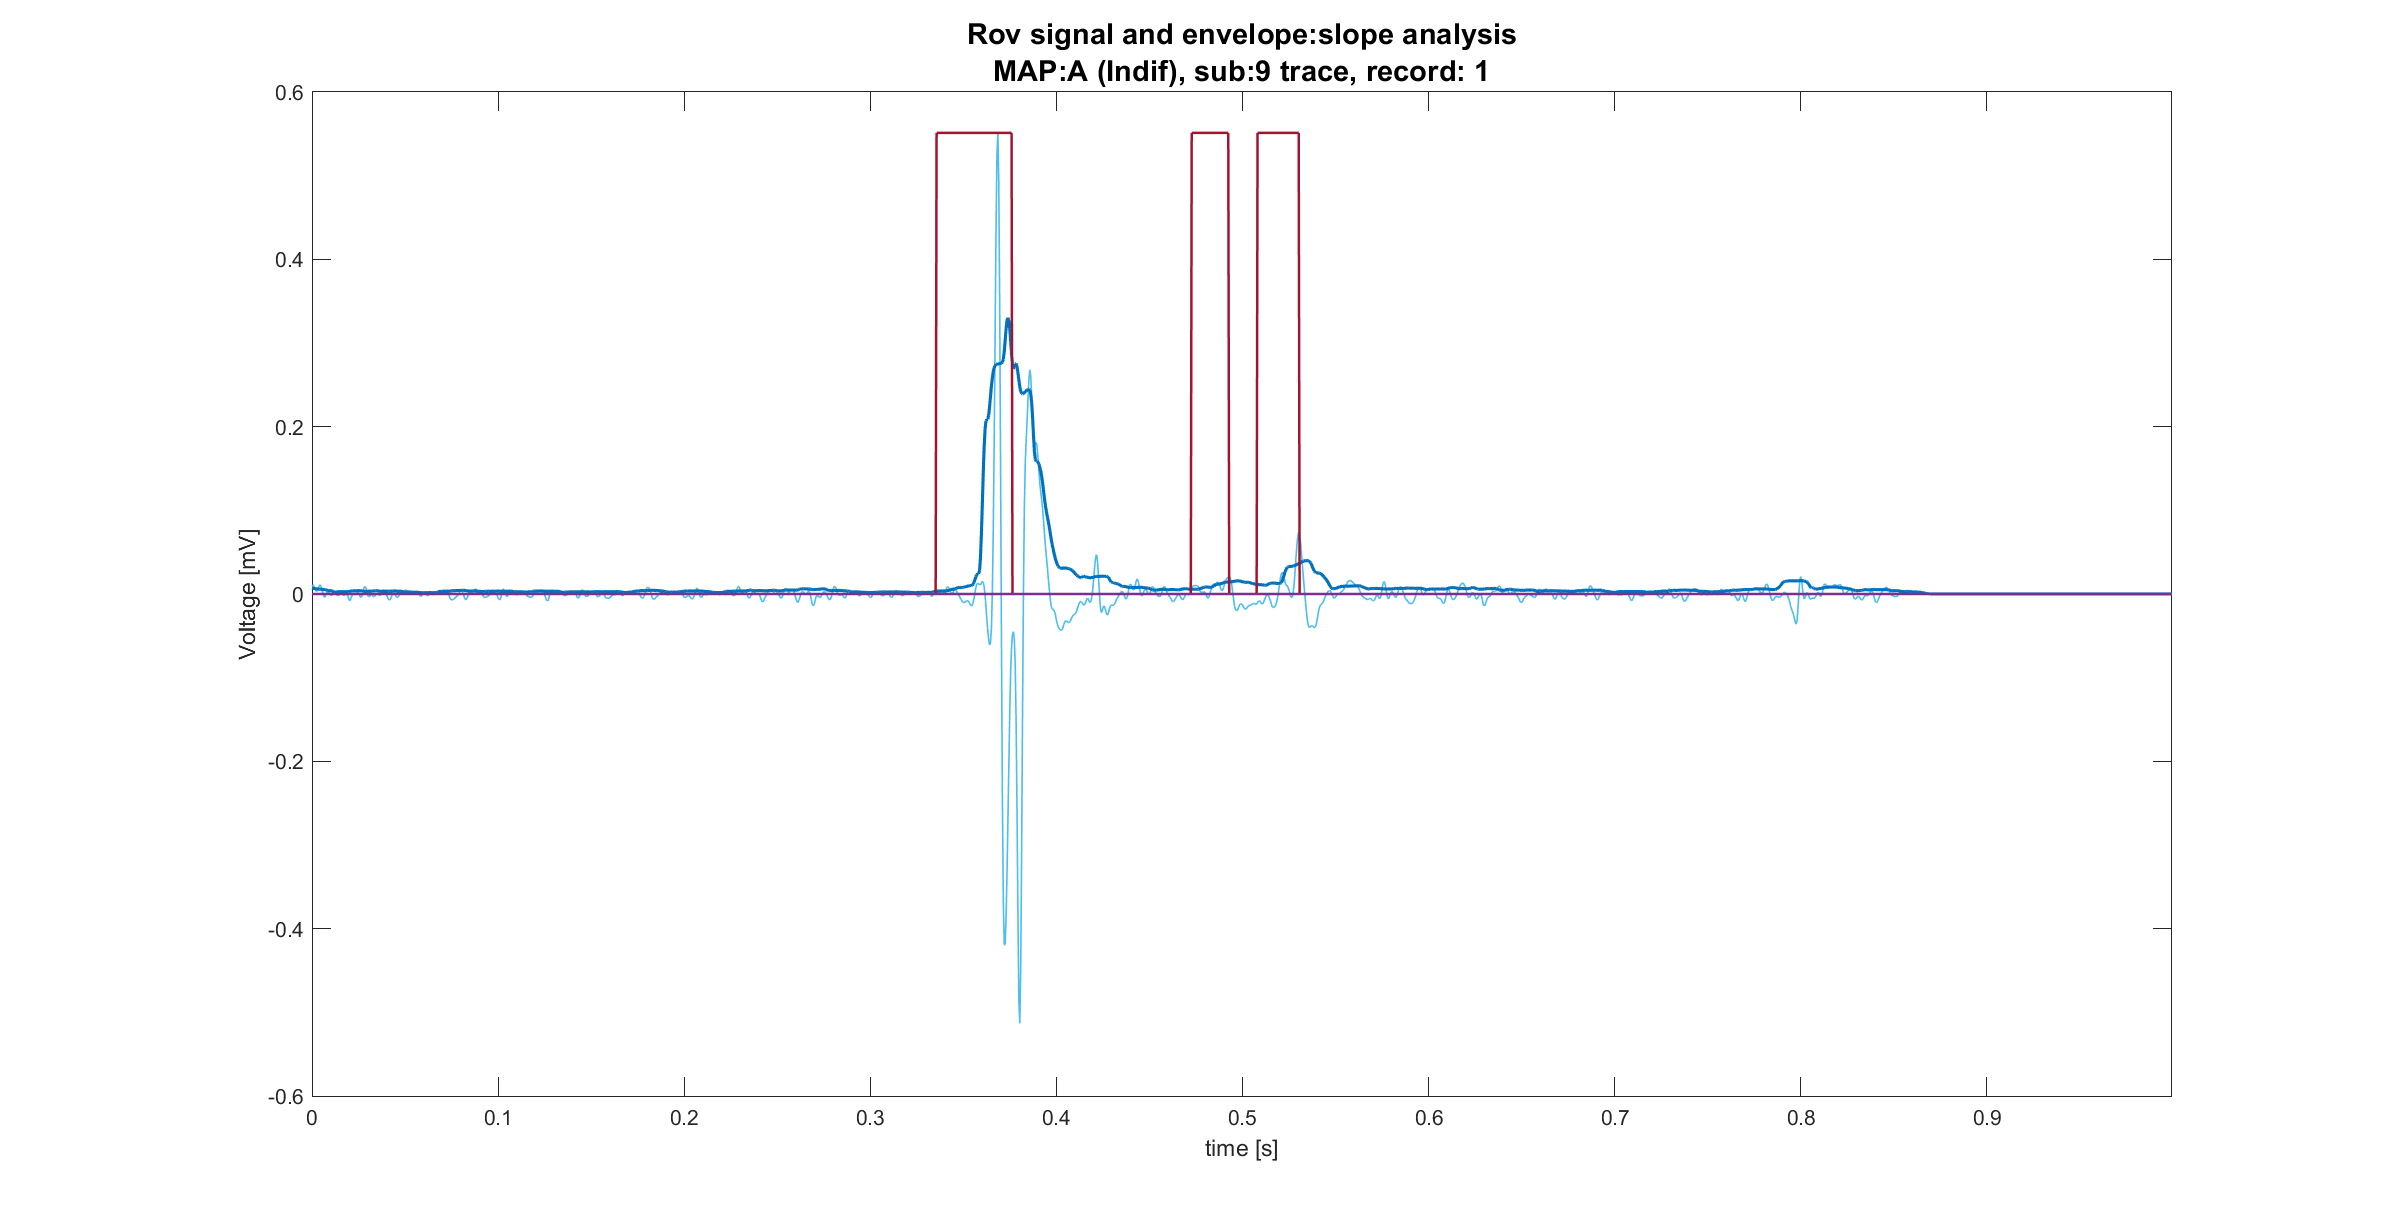 Rov signal and envelope:slope analysis
MAP:A (Indif), sub:9 trace, record: 1
0.6
0.4
0.2
0
-0.2
-0.4
-0.6
Voltage [mV]
0 0.1 0.2 0.3 0.4 0.5 0.6 0.7 0.8 0.9
time [s]